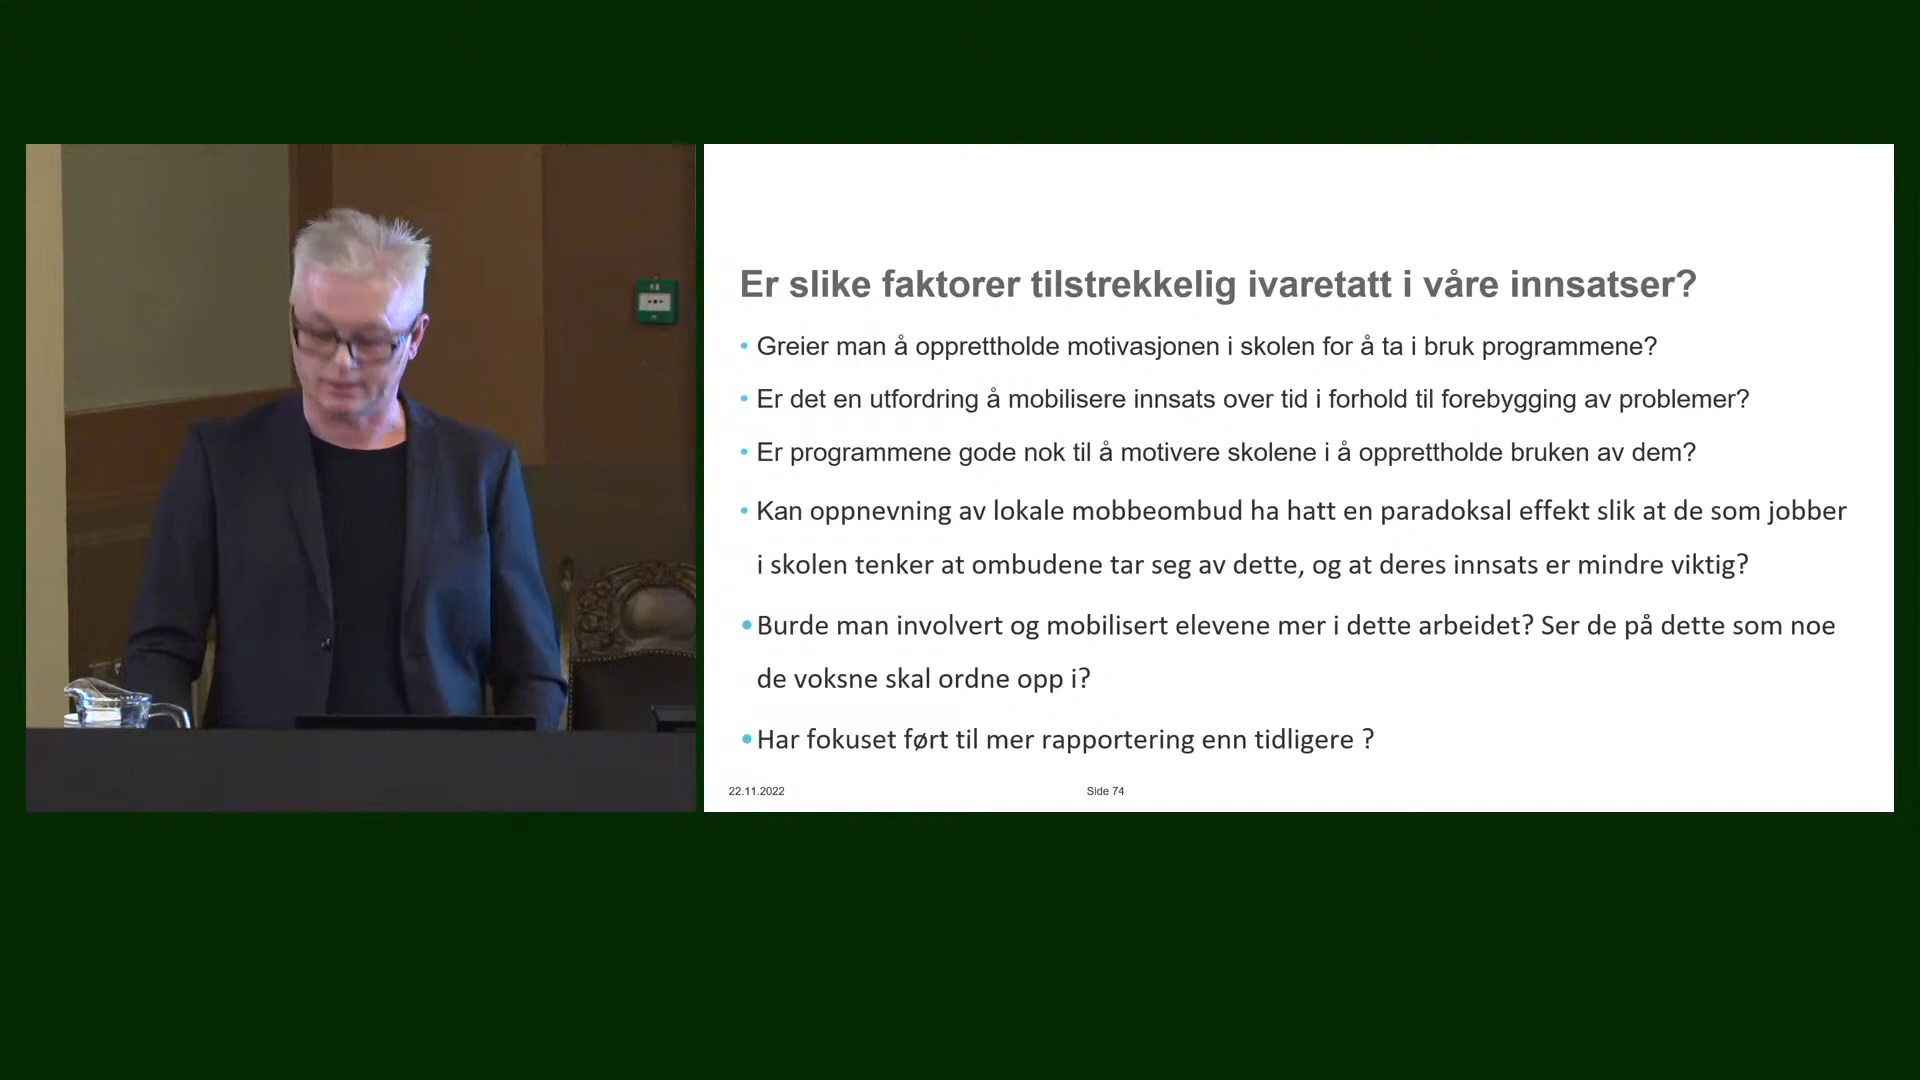 Er slike faktorer tilstrekkelig ivaretatt i våre innsatser?
• Greier man å opprettholde motivasjonen i skolen for å ta i bruk programmene?
• Er det en utfordring å mobilisere innsats over tid i forhold til forebygging av problemer?
• Er programmene gode nok til å motivere skolene i å opprettholde bruken av dem?
• Kan oppnevning av lokale mobbeombud ha hatt en paradoksal effekt slik at de som jobber
i skolen tenker at ombudene tar seg av dette, og at deres innsats er mindre viktig?
• Burde man involvert og mobilisert elevene mer i dette arbeidet? Ser de på dette som noe
de voksne skal ordne opp i?
• Har fokuset ført til mer rapportering enn tidligere ?
22.11.2022
Side 74